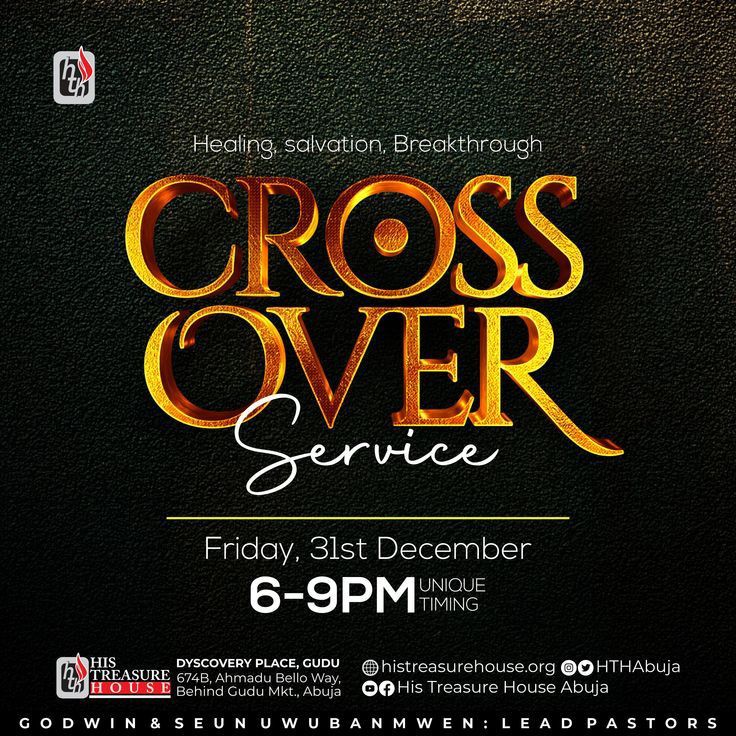 hth
Healing, salvation, Breakthrough
CROSS
OVER
Service
Friday, 31st December
6-9PM UNIQUE
TIMING
hth
HIS
TREASURE
HOUSE
DYSCOVERY PLACE, GUDU
674B, Ahmadu Bello Way,
Behind Gudu Mkt., Abuja
histreasurehouse.org HTHAbuja
His Treasure House Abuja
GODWIN & SEUN UWUBANMWEN: LEAD PASTORS